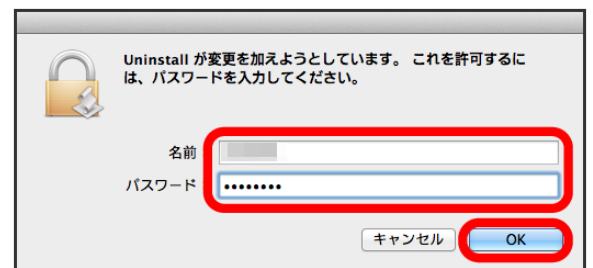 Uninstall が変更を加えようとしています。 これを許可するに
は、パスワードを入力してください。
名前
パスワード
••••••••
キャンセル
OK